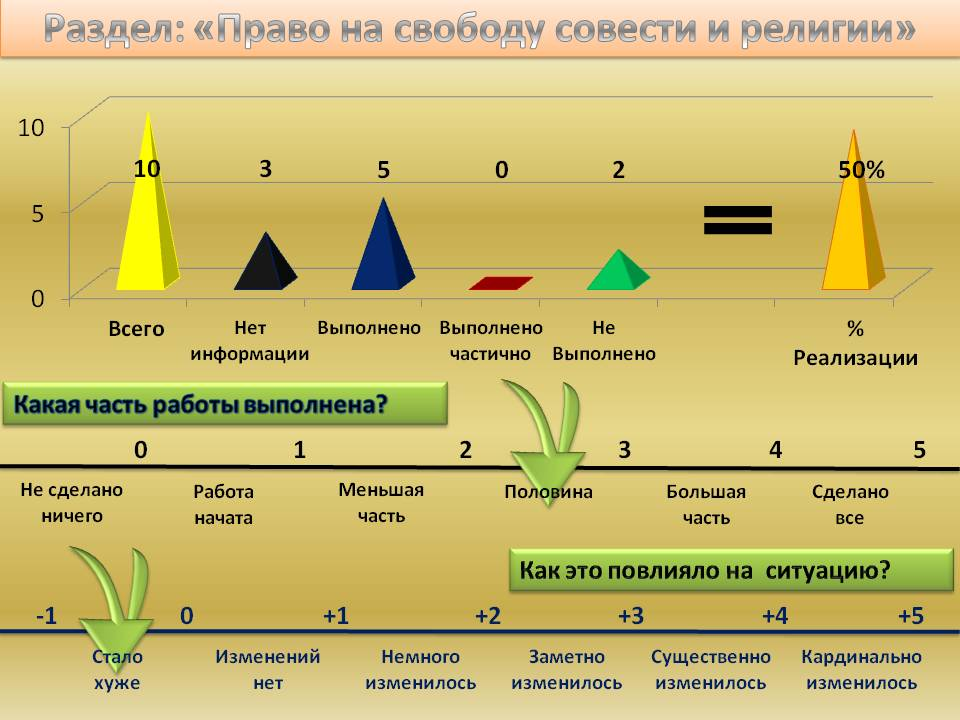 Раздел: «Право на свободу совести и религии»
10
5
0
10 3 5 0 2 50%
Всего Нет Выполнено Выполнено Не %
информации частично Выполнено Реализации
Какая часть работы выполнена?
0 1 2 3 4 5
Не сделано Работа Меньшая Половина Большая Сделано
ничего начата часть часть все
Как это повлияло на ситуацию?
-1 0 +1 +2 +3 +4 +5
Стало Изменений Немного Заметно Существенно Кардинально
хуже нет изменилось изменилось изменилось изменилось